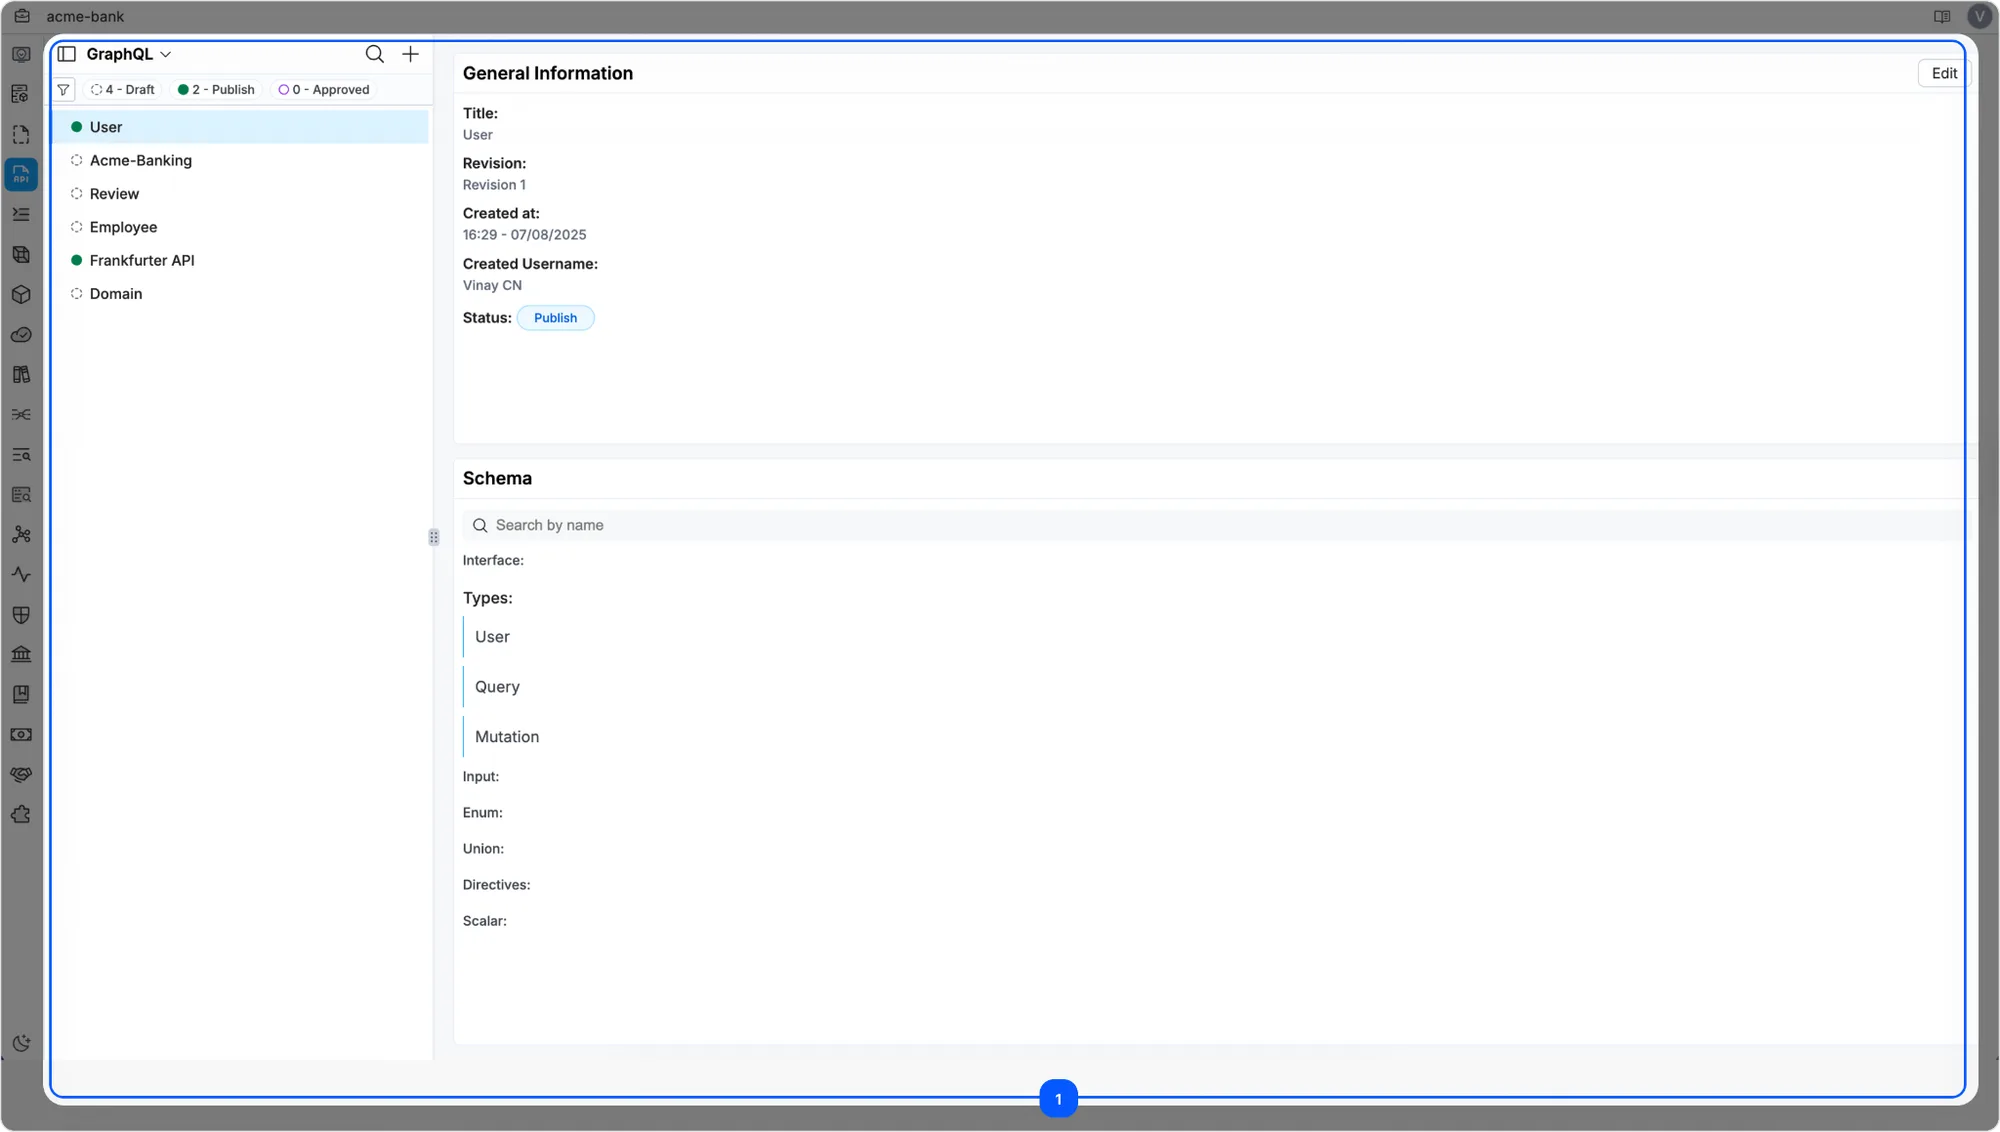 acme-bank
V
GraphQL
4 - Draft
2 - Publish
0 - Approved
User
Acme-Banking
Review
Employee
Frankfurter API
Domain
API
General Information
Edit
Title:
User
Revision:
Revision 1
Created at:
16:29 - 07/08/2025
Created Username:
Vinay CN
Status: Publish
Schema
Search by name
Interface:
Types:
User
Query
Mutation
Input:
Enum:
Union:
Directives:
Scalar:
1